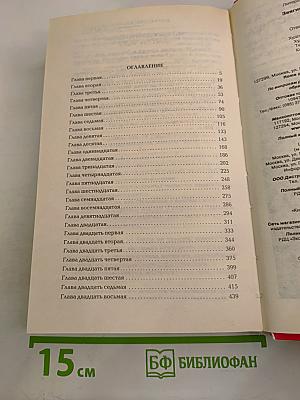 ОГЛАВЛЕНИЕ
Глава первая 5
Глава вторая 19
Глава третья 36
Глава четвертая 53
Глава пятая 74
Глава шестая 90
Глава седьмая 105
Глава восьмая 116
Глава девятая 133
Глава десятая 143
Глава одиннадцатая 168
Глава двенадцатая 186
Глава тринадцатая 202
Глава четырнадцатая 225
Глава пятнадцатая 248
Глава шестнадцатая 258
Глава семнадцатая 275
Глава восемнадцатая 286
Глава девятнадцатая 294
Глава двадцатая 311
Глава двадцать первая 333
Глава двадцать вторая 344
Глава двадцать третья 360
Глава двадцать четвертая 375
Глава двадцать пятая 399
Глава двадцать шестая 407
Глава двадцать седьмая 415
Глава двадцать восьмая 439
15 см
БФ БИБЛИОФАН